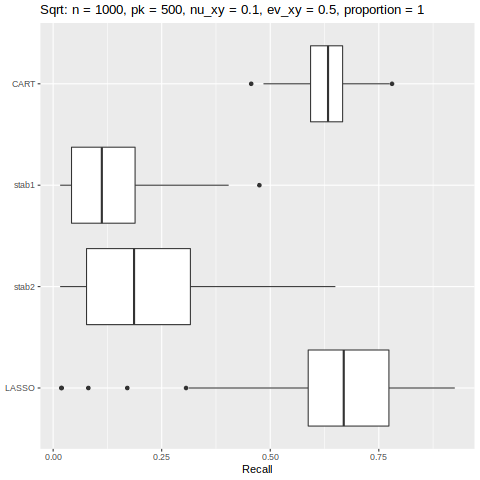 Sqrt: n = 1000, pk = 500, nu_xy = 0.1, ev_xy = 0.5, proportion = 1
CART
stab1
stab2
LASSO
0.00 0.25 0.50 0.75
Recall